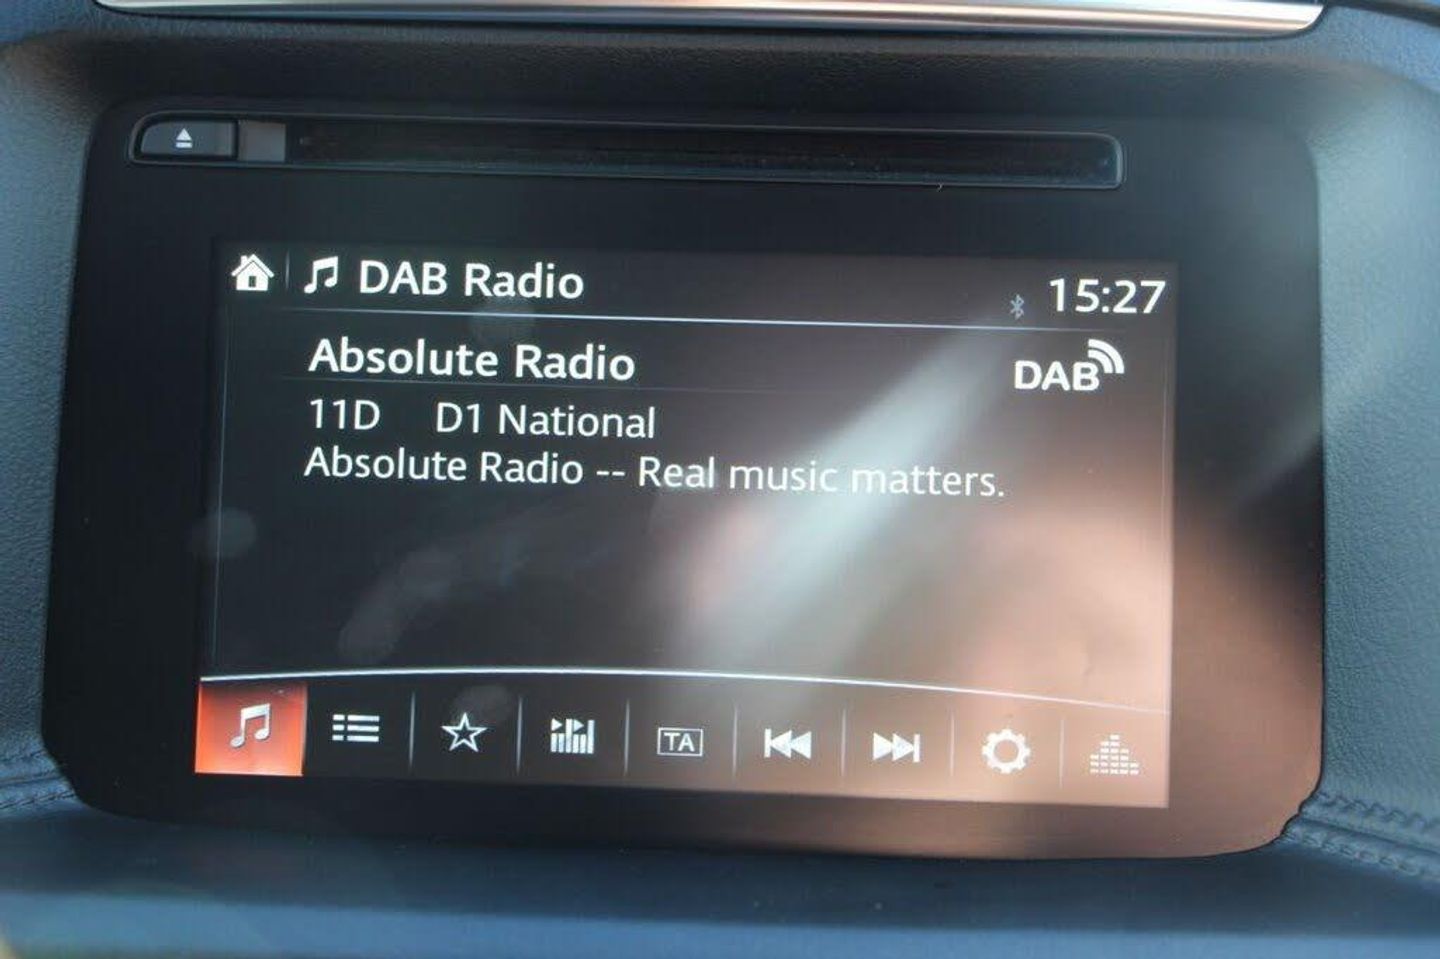 DAB Radio
15:27
Absolute Radio
DAB
11D D1 National
Absolute Radio -- Real music matters.
TA